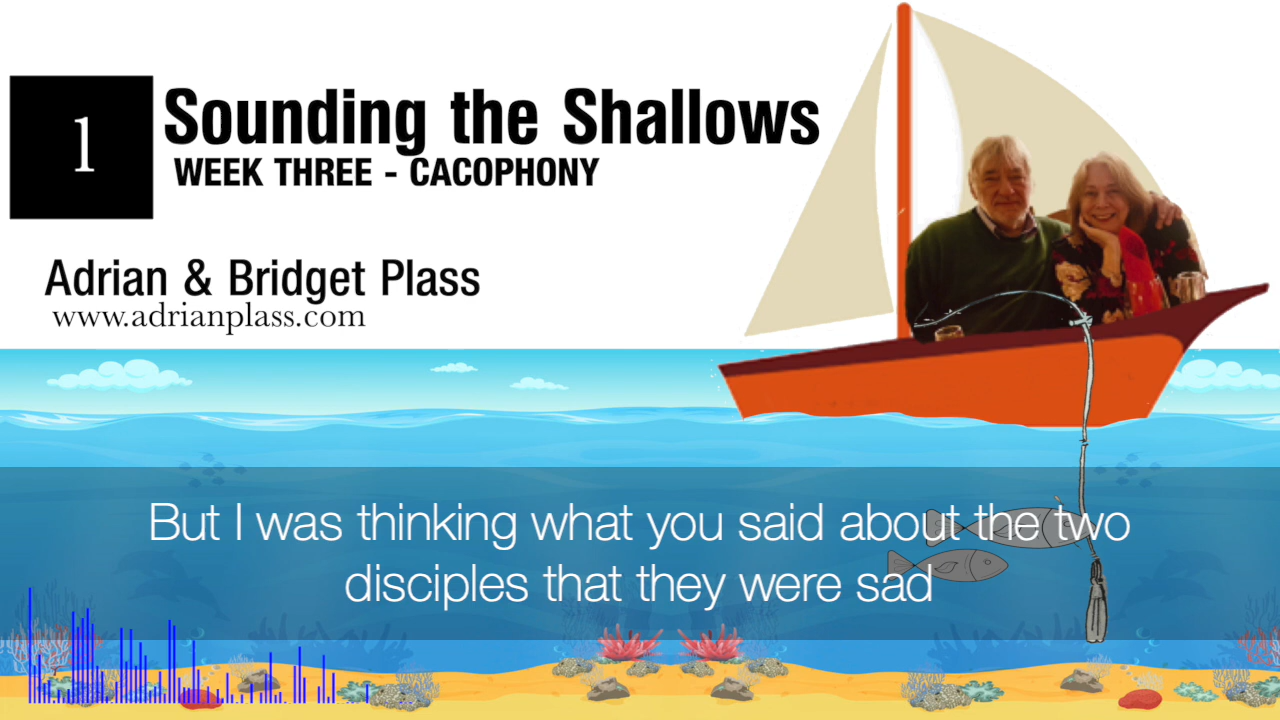 1
Sounding the Shallows
WEEK THREE - CACOPHONY
Adrian & Bridget Plass
www.adrianplass.com
But I was thinking what you said about the two
disciples that they were sad